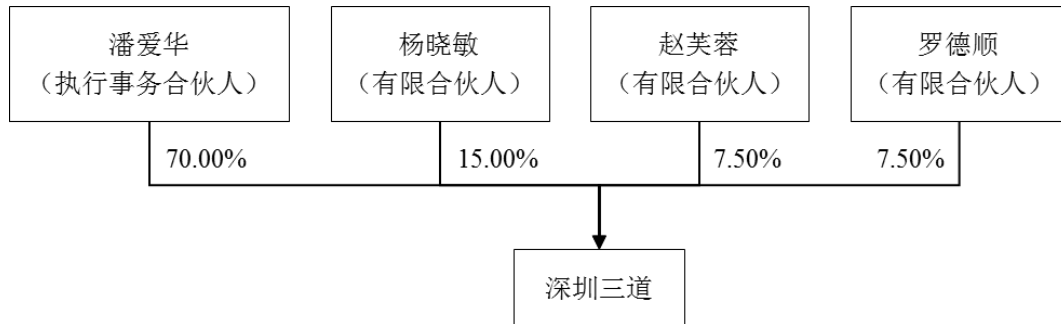 潘爱华
（执行事务合伙人）
杨晓敏
（有限合伙人）
赵芙蓉
（有限合伙人）
罗德顺
（有限合伙人）
70.00%
15.00%
7.50%
7.50%
深圳三道